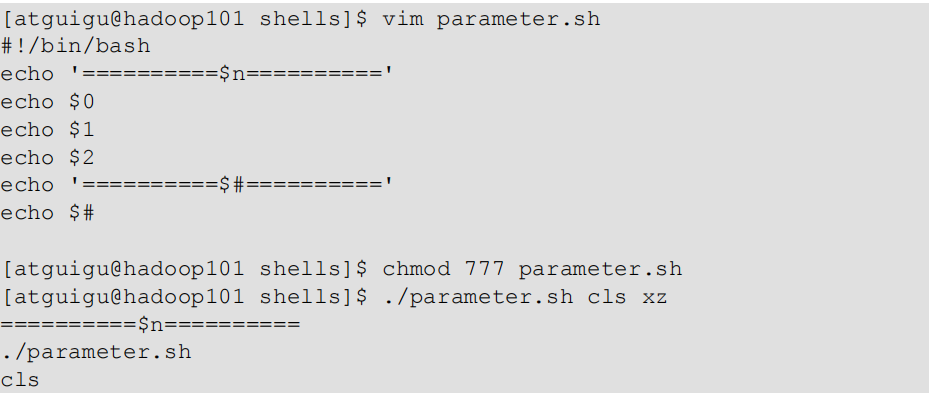 [atguigu@hadoop101 shells]$ vim parameter.sh
#!/bin/bash
echo '==========$n=========='
echo $0
echo $1
echo $2
echo '==========$#=========='
echo $#
[atguigu@hadoop101 shells]$ chmod 777 parameter.sh
[atguigu@hadoop101 shells]$ ./parameter.sh cls xz
==========$n==========
./parameter.sh
cls